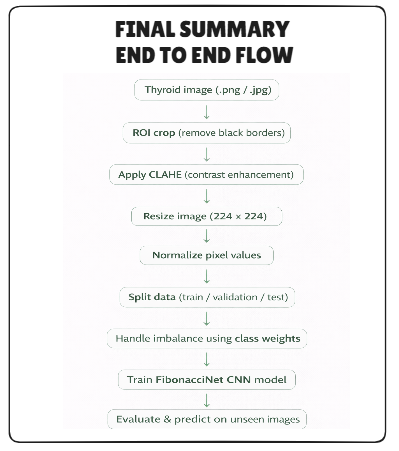 FINAL SUMMARY
END TO END FLOW
Thyroid image (.png / .jpg)
ROI crop (remove black borders)
Apply CLAHE (contrast enhancement)
Resize image (224 × 224)
Normalize pixel values
Split data (train / validation / test)
Handle imbalance using class weights
Train FibonacciNet CNN model
Evaluate & predict on unseen images